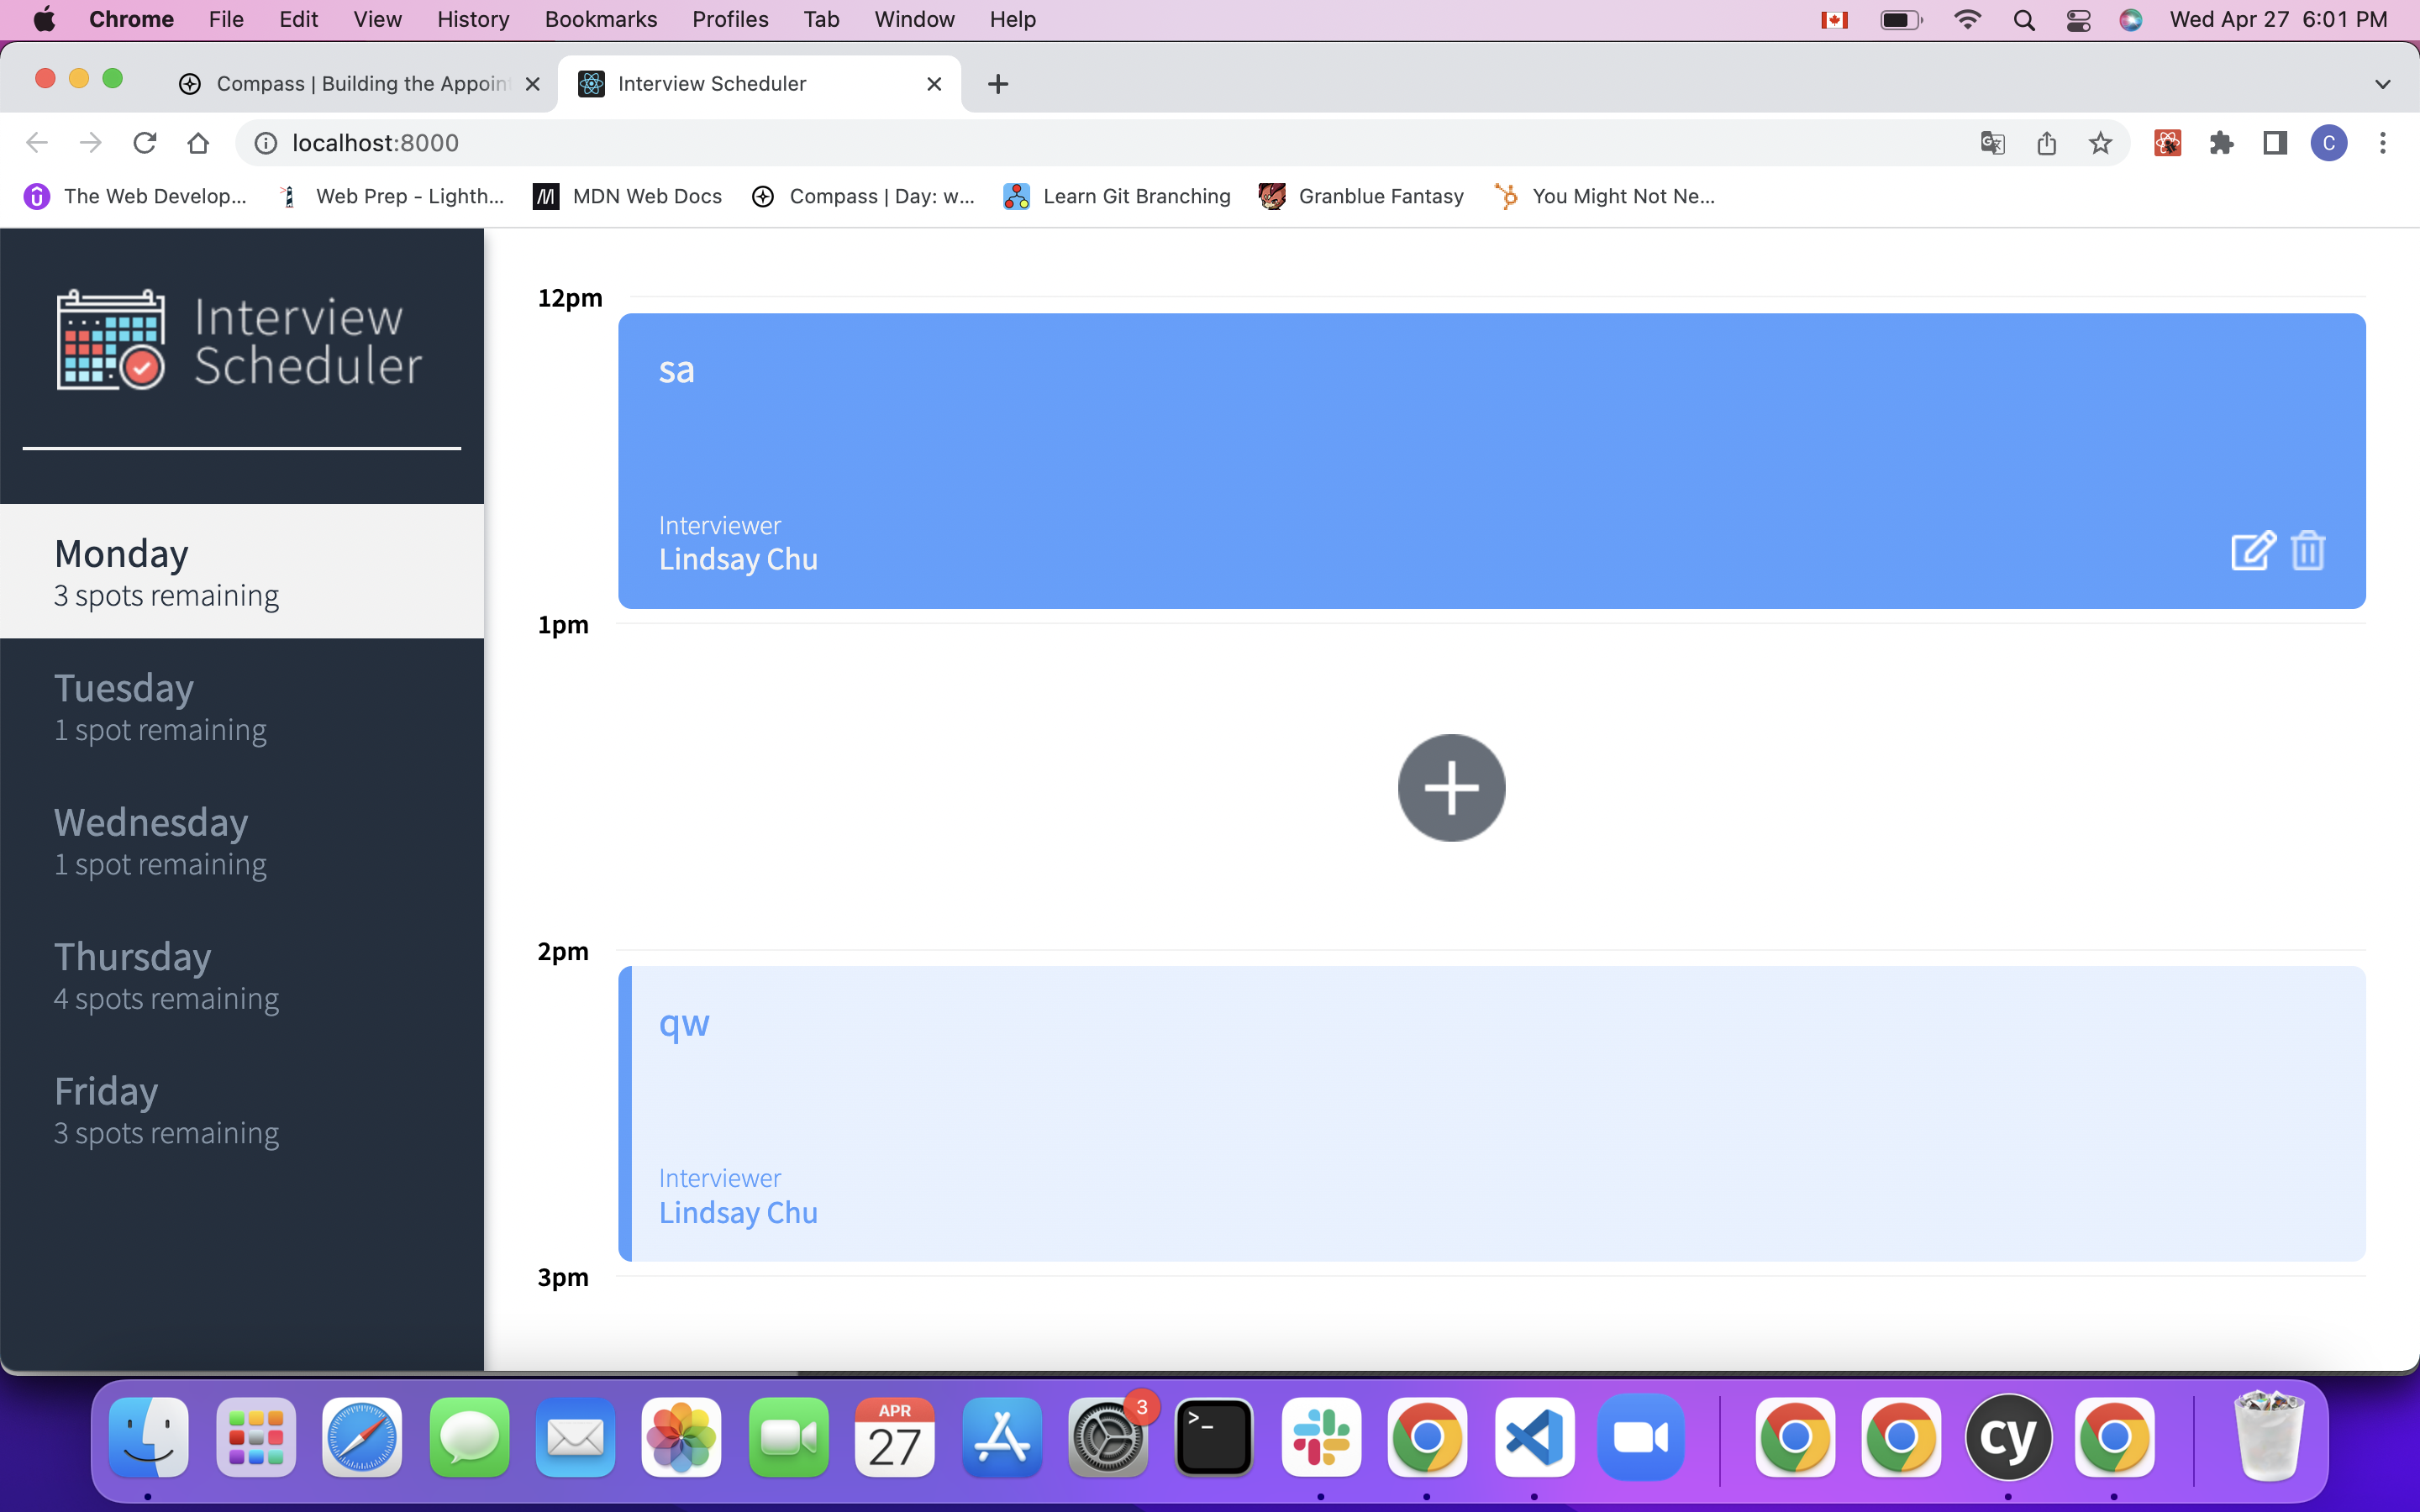 Chrome File Edit View History Bookmarks Profiles Tab Window Help Wed Apr 27 6:01 PM
Compass | Building the Appoin Interview Scheduler
localhost:8000 C
The Web Develop... Web Prep - Lighth... MDN Web Docs Compass | Day: w... Learn Git Branching Granblue Fantasy You Might Not Ne...
Interview
Scheduler
Monday
3 spots remaining
Tuesday
1 spot remaining
Wednesday
1 spot remaining
Thursday
4 spots remaining
Friday
3 spots remaining
12pm
sa
Interviewer
Lindsay Chu
1pm
2pm
qw
Interviewer
Lindsay Chu
3pm
APR
27
3
>_
cy